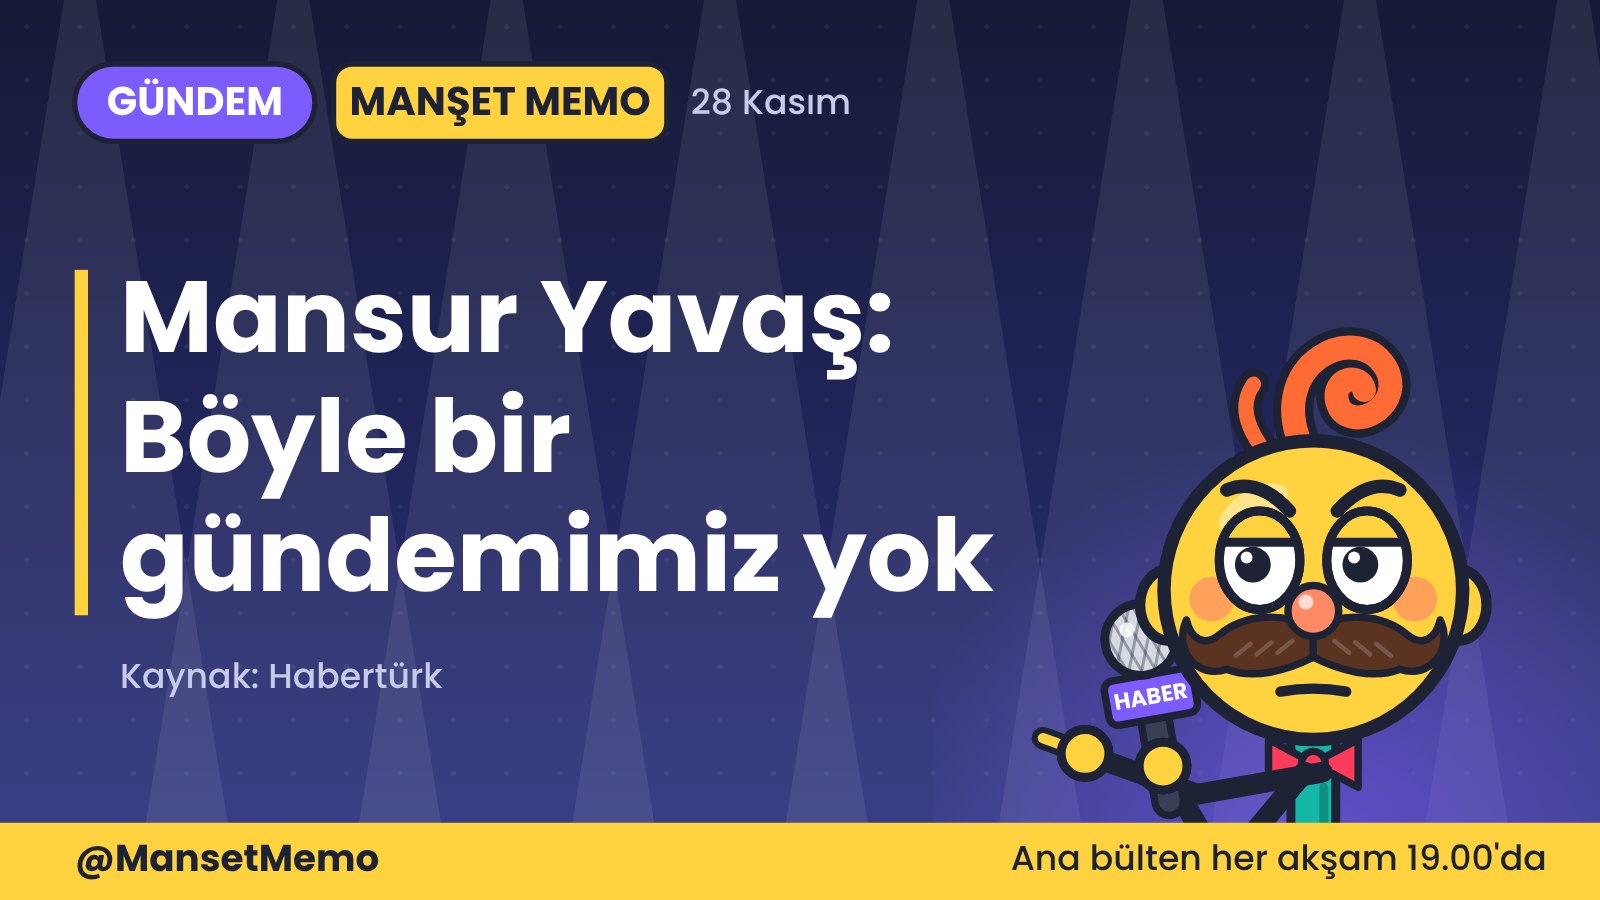 GÜNDEM MANŞET MEMO 28 Kasım
Mansur Yavaş:
Böyle bir
gündemimiz yok
Kaynak: Habertürk
HABER
@MansetMemo Ana bülten her akşam 19.00'da